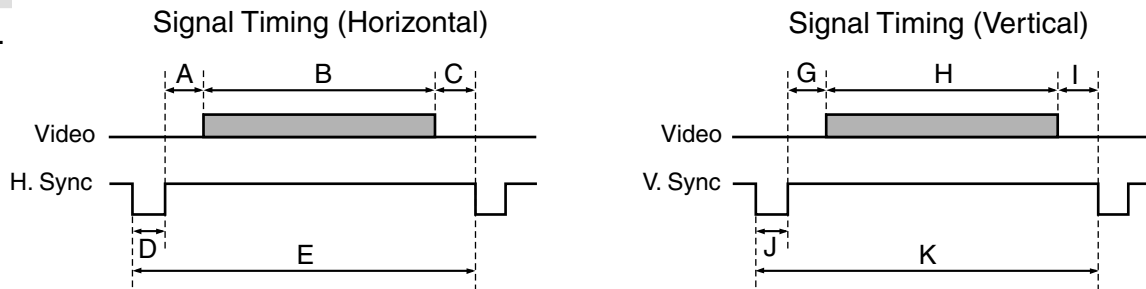 Signal Timing (Horizontal)
A B C
Video
H. Sync
D
E
Signal Timing (Vertical)
G H I
Video
V. Sync
J
K